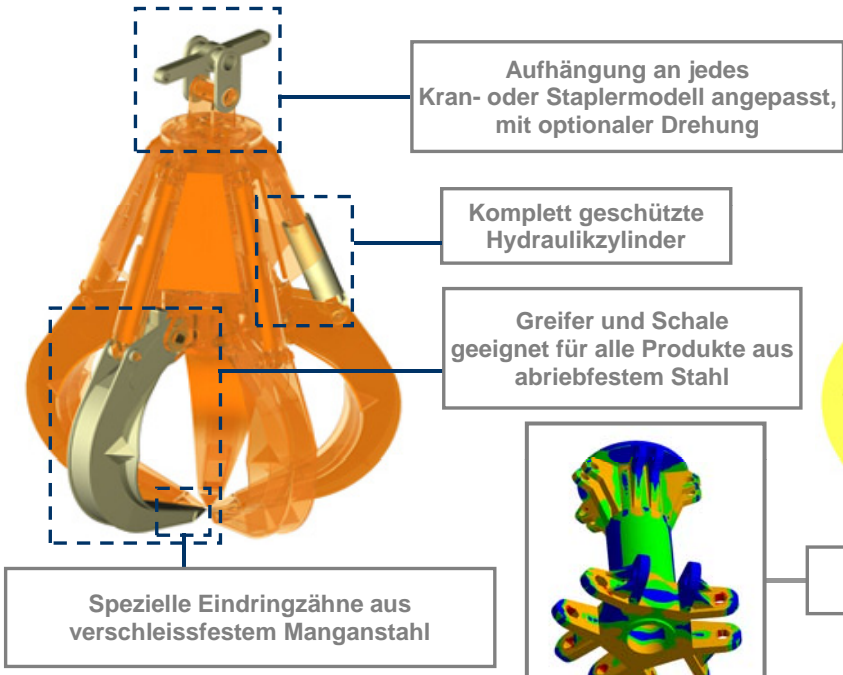 Aufhängung an jedes
Kran- oder Staplermodell angepasst,
mit optionaler Drehung
Komplett geschützte
Hydraulikzylinder
Greifer und Schale
geeignet für alle Produkte aus
abriebfestem Stahl
Spezielle Eindringzähne aus
verschleissfestem Manganstahl